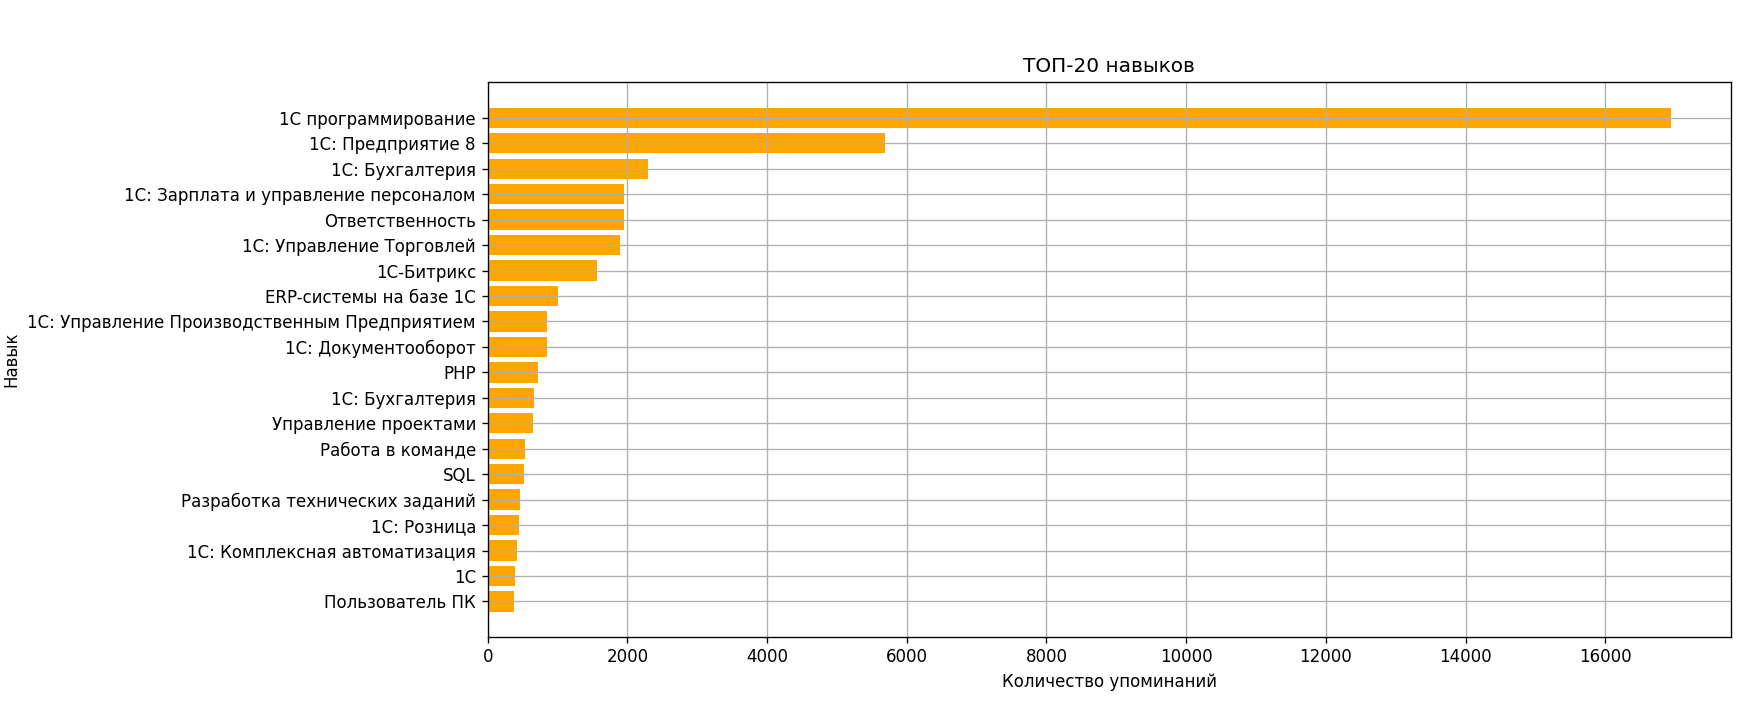 ТОП-20 навыков
1С программирование
1С: Предприятие 8
1С: Бухгалтерия
1С: Зарплата и управление персоналом
Ответственность
1С: Управление Торговлей
1С-Битрикс
ERP-системы на базе 1С
1С: Управление Производственным Предприятием
1С: Документооборот
PHP
1С: Бухгалтерия
Управление проектами
Работа в команде
SQL
Разработка технических заданий
1С: Розница
1С: Комплексная автоматизация
1С
Пользователь ПК
Навык
0 2000 4000 6000 8000 10000 12000 14000 16000
Количество упоминаний